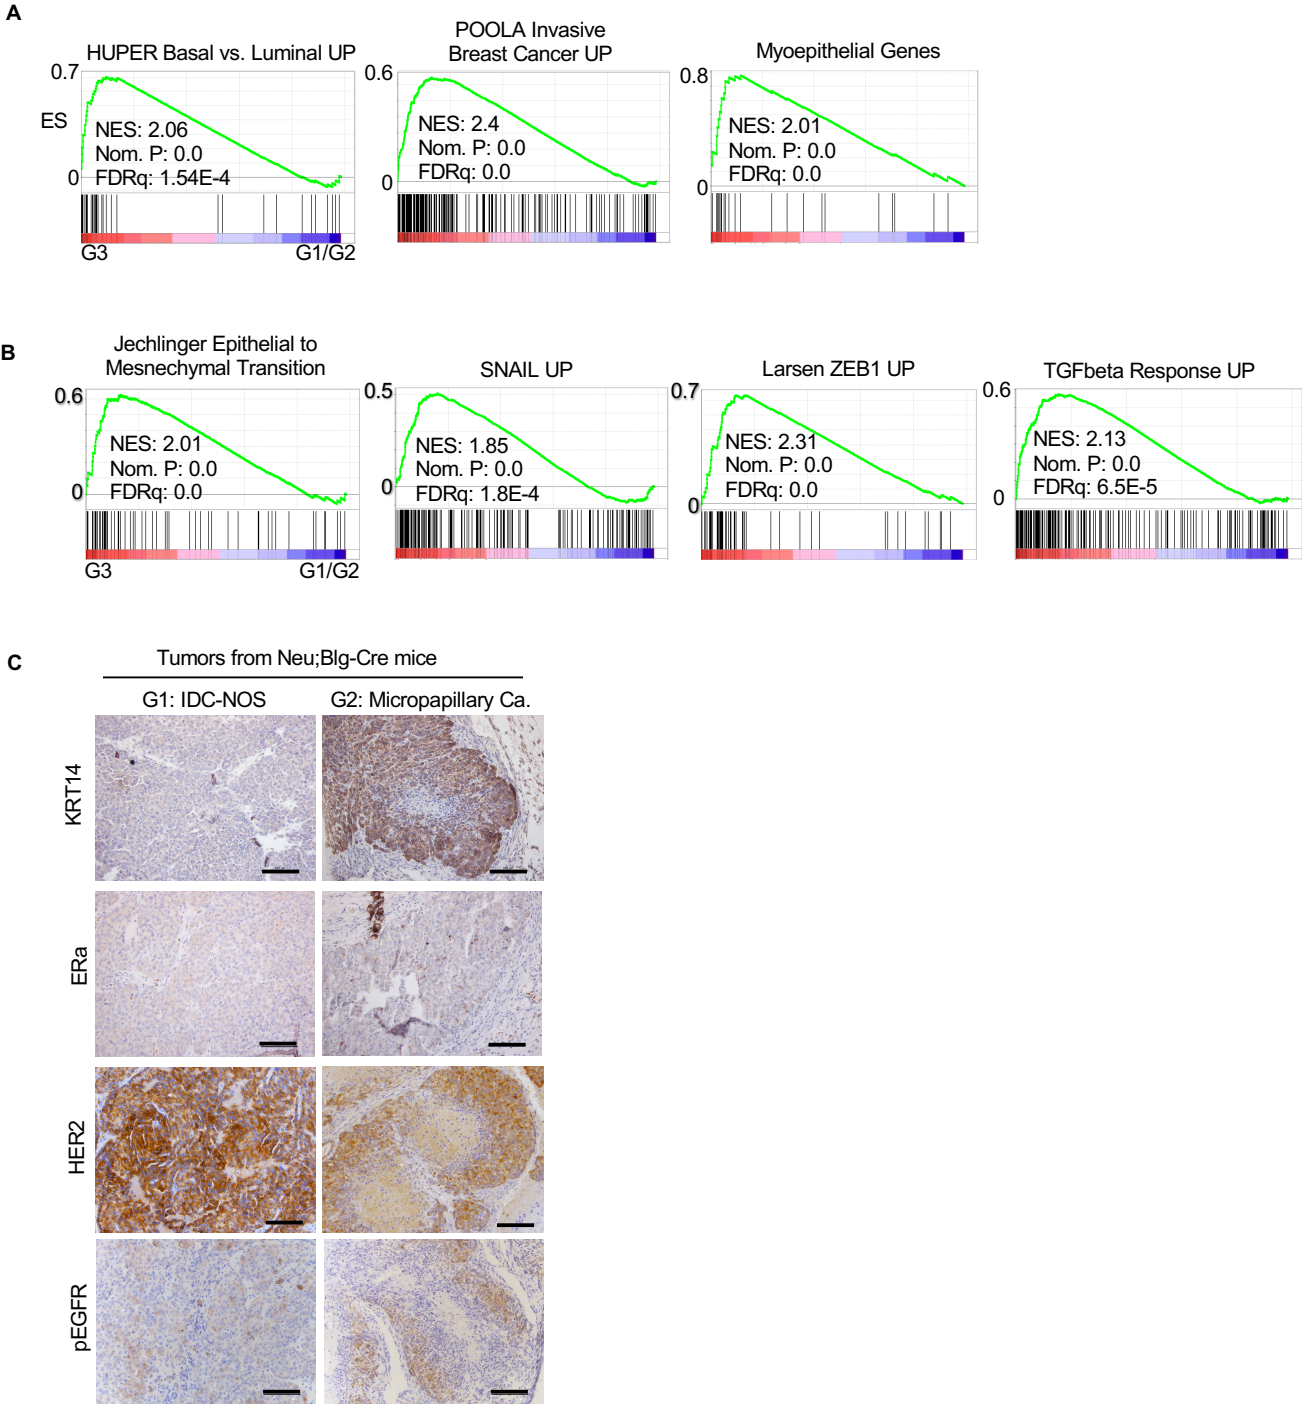 A
HUPER Basal vs. Luminal UP
0.7
ES
NES: 2.06
Nom. P: 0.0
FDRq: 1.54E-4
0
G3
G1/G2
POOLA Invasive
Breast Cancer UP
0.6
NES: 2.4
Nom. P: 0.0
FDRq: 0.0
0
Myoepithelial Genes
0.8
NES: 2.01
Nom. P: 0.0
FDRq: 0.0
0
B
Jechlinger Epithelial to
Mesnechymal Transition
0.6
NES: 2.01
Nom. P: 0.0
FDRq: 0.0
0
G3
G1/G2
SNAIL UP
0.5
NES: 1.85
Nom. P: 0.0
FDRq: 1.8E-4
0
Larsen ZEB1 UP
0.7
NES: 2.31
Nom. P: 0.0
FDRq: 0.0
0
TGFbeta Response UP
0.6
NES: 2.13
Nom. P: 0.0
FDRq: 6.5E-5
0
C
Tumors from Neu;Blg-Cre mice
G1: IDC-NOS
G2: Micropapillary Ca.
KRT14
ERa
HER2
pEGFR